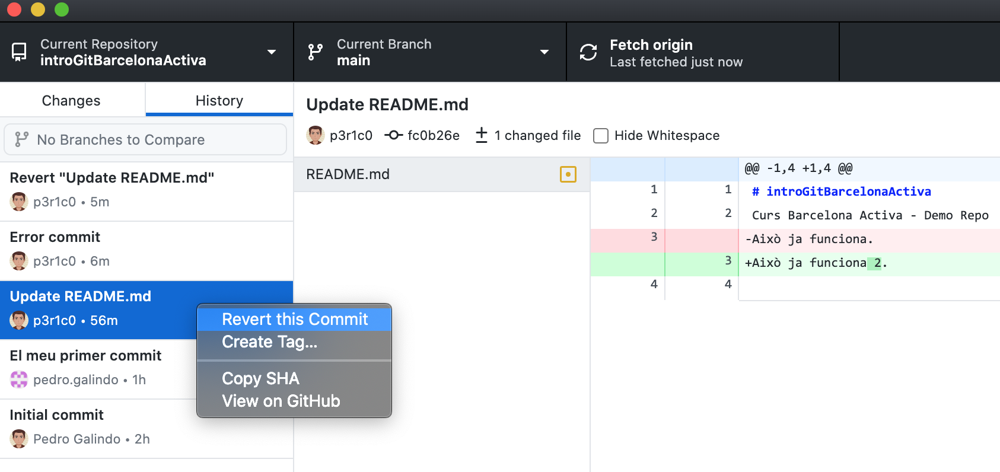 Current Repository
introGitBarcelonaActiva
Current Branch
main
Fetch origin
Last fetched just now
Changes
History
No Branches to Compare
Revert "Update README.md"
p3r1c0 • 5m
Error commit
p3r1c0 • 6m
Update README.md
p3r1c0 • 56m
El meu primer commit
pedro.galindo • 1h
Initial commit
Pedro Galindo • 2h
Revert this Commit
Create Tag...
Copy SHA
View on GitHub
Update README.md
p3r1c0 fc0b26e 1 changed file Hide Whitespace
README.md
@@ -1,4 +1,4 @@
1 1 # introGitBarcelonaActiva
2 2 Curs Barcelona Activa - Demo Repo
3 -Això ja funciona.
3 +Això ja funciona 2.
4 4